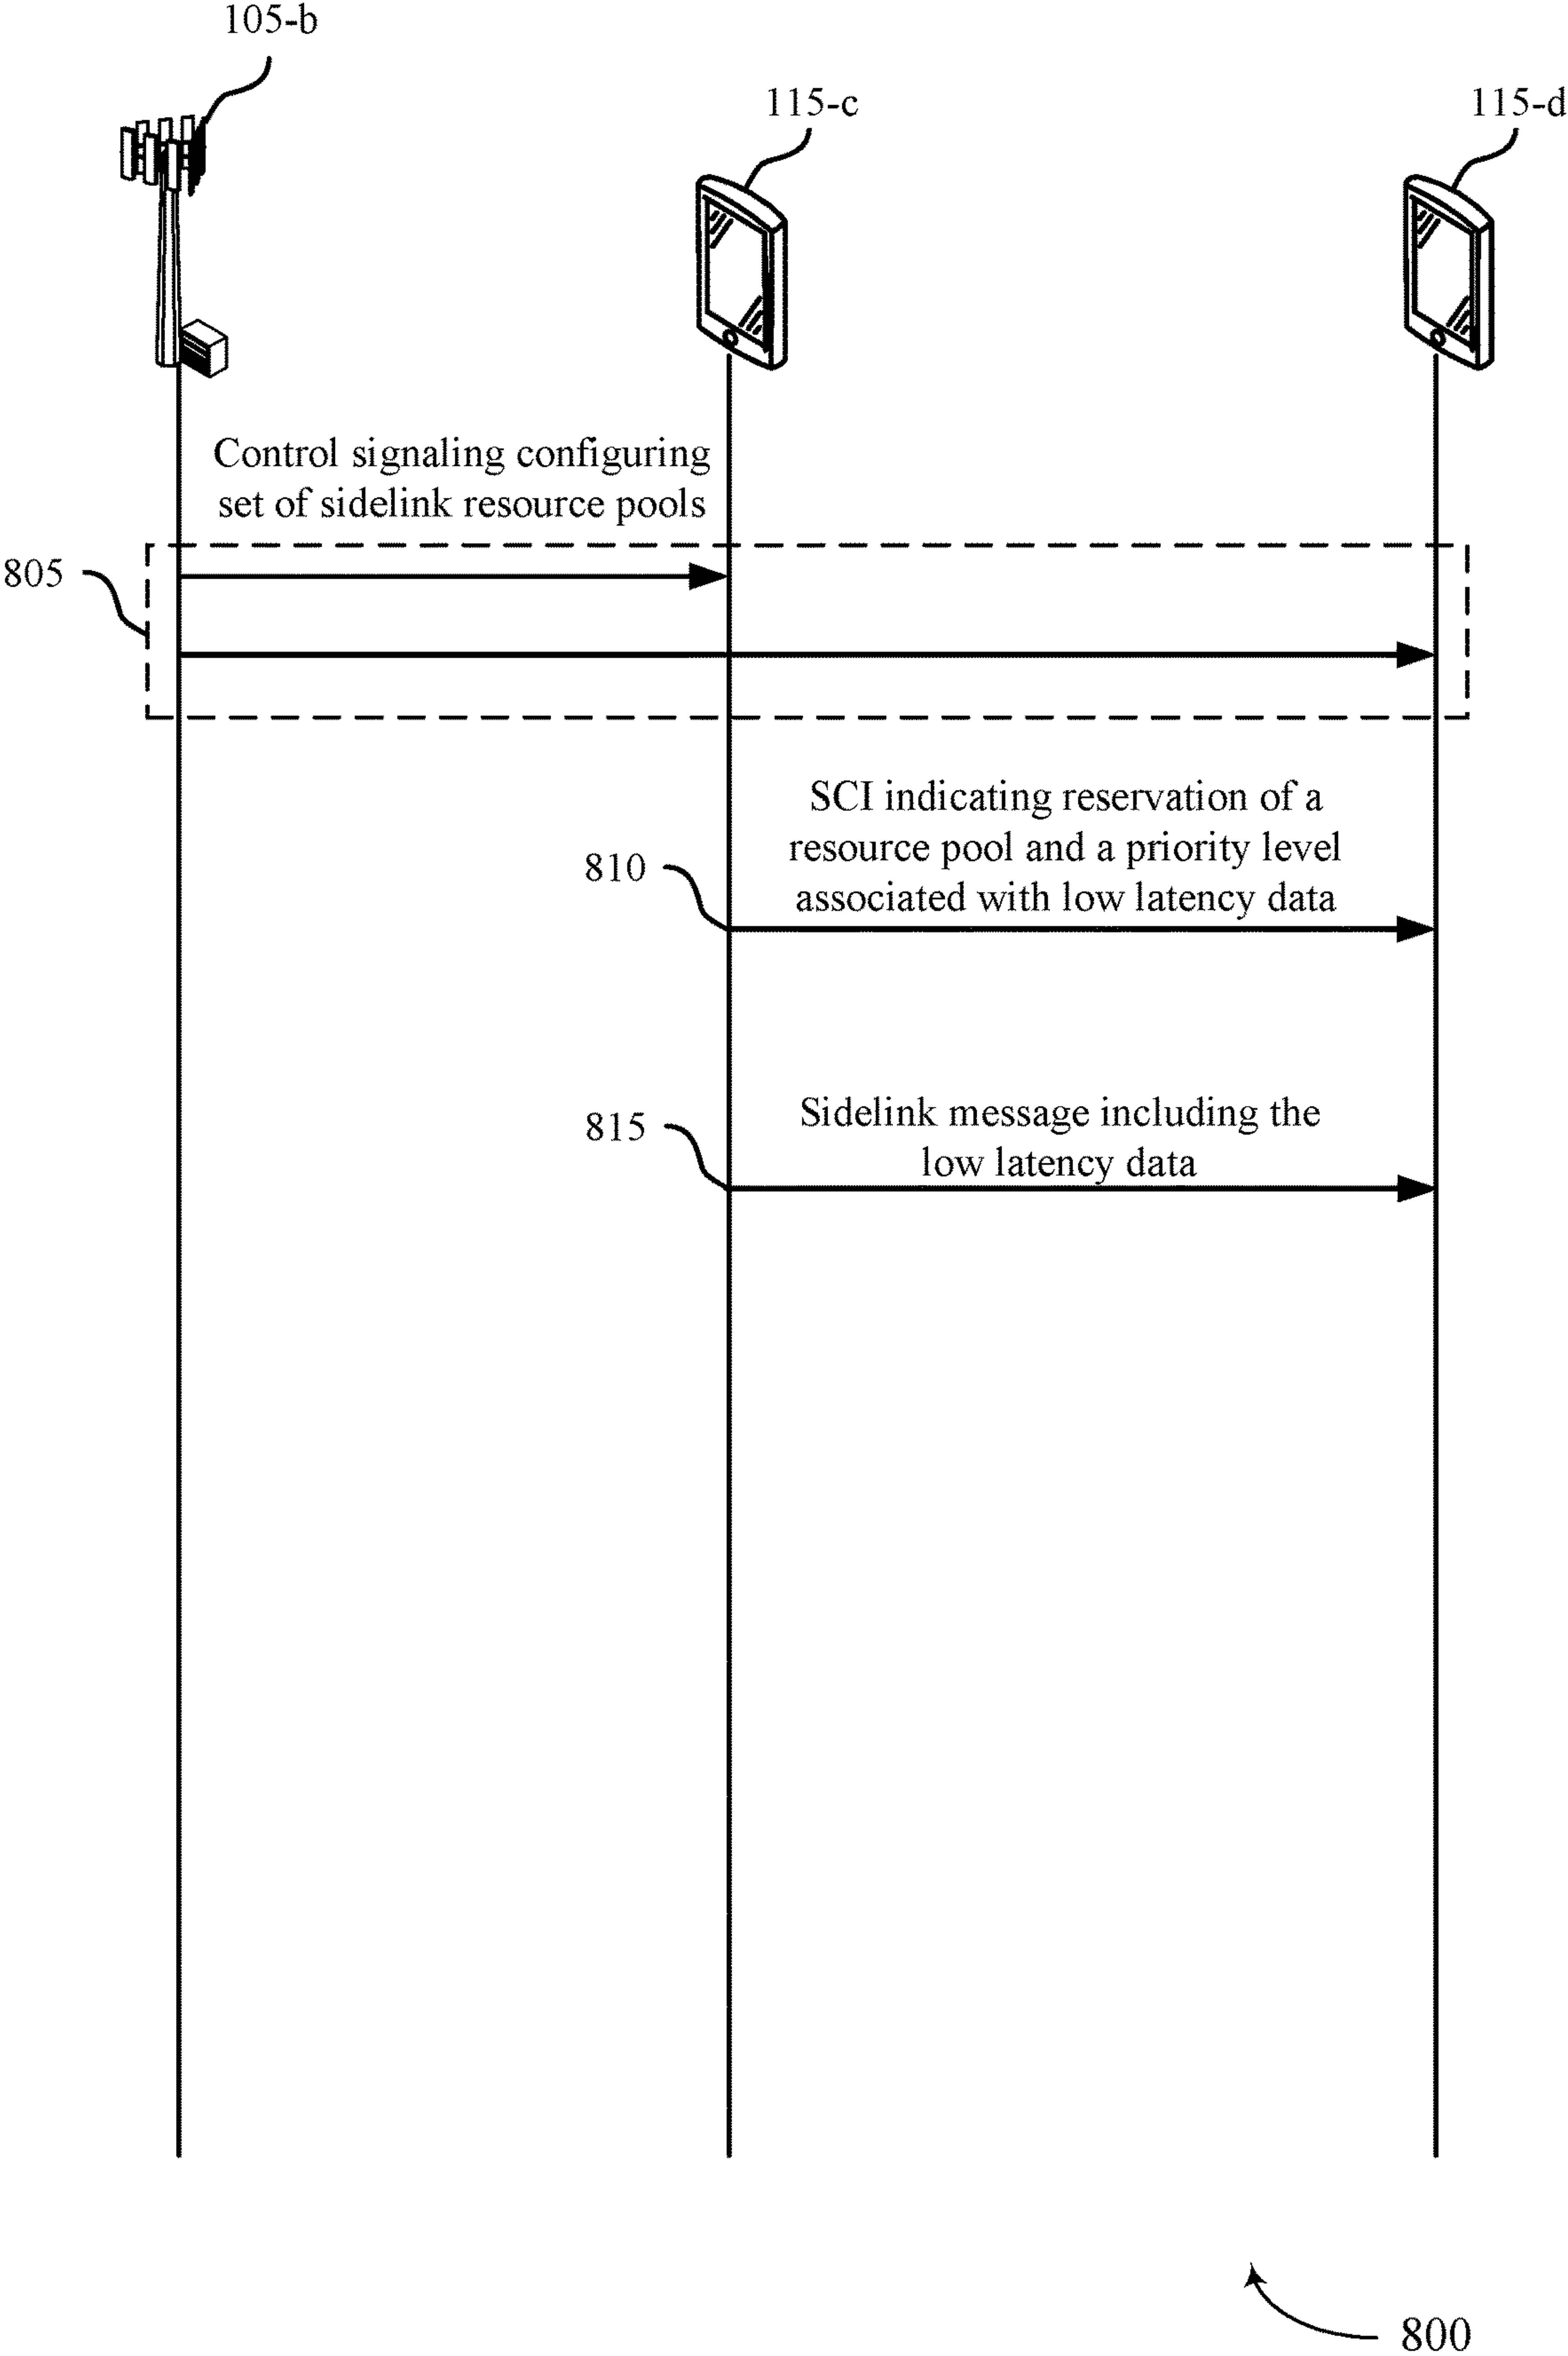 105-b
115-c
115-d
Control signaling configuring
set of sidelink resource pools
805
SCI indicating reservation of a
resource pool and a priority level
associated with low latency data
810
Sidelink message including the
low latency data
815
800